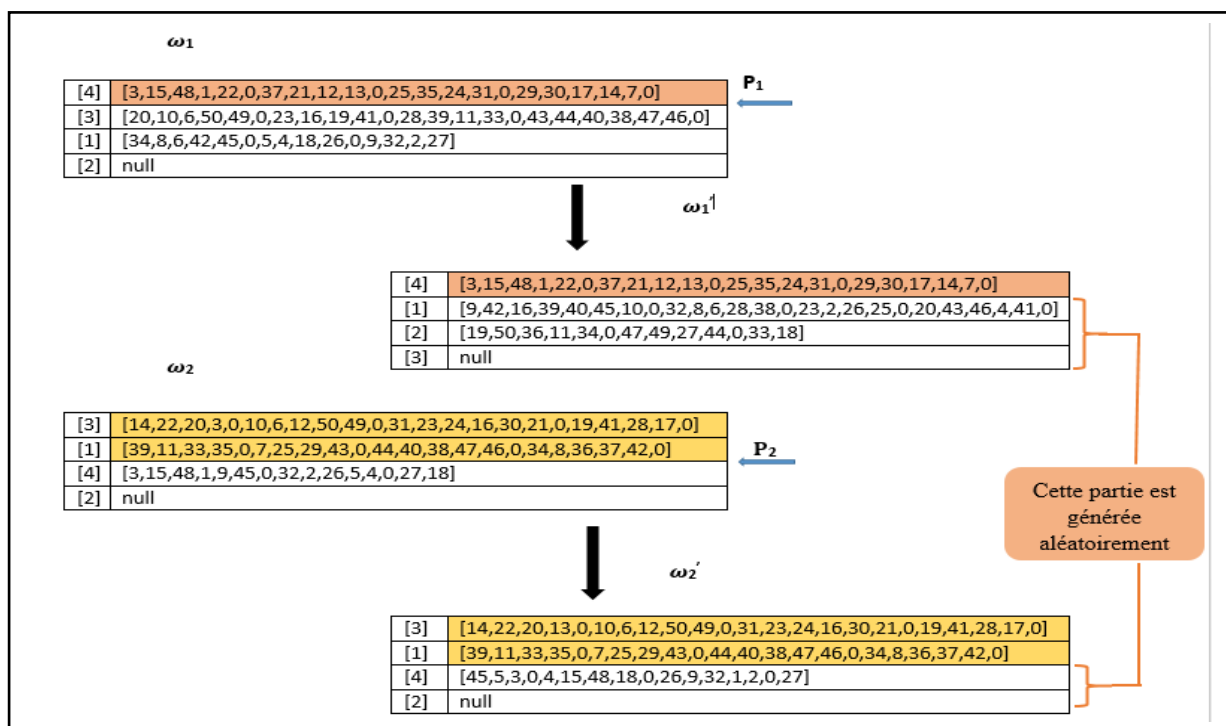 ω₁
[4] [3,15,48,1,22,0,37,21,12,13,0,25,35,24,31,0,29,30,17,14,7,0]
P₁
[3] [20,10,6,50,49,0,23,16,19,41,0,28,39,11,33,0,43,44,40,38,47,46,0]
[1] [34,8,6,42,45,0,5,4,18,26,0,9,32,2,27]
[2] null
ω₁'
[4] [3,15,48,1,22,0,37,21,12,13,0,25,35,24,31,0,29,30,17,14,7,0]
[1] [9,42,16,39,40,45,10,0,32,8,6,28,38,0,23,2,26,25,0,20,43,46,4,41,0]
[2] [19,50,36,11,34,0,47,49,27,44,0,33,18]
[3] null
ω₂
[3] [14,22,20,3,0,10,6,12,50,49,0,31,23,24,16,30,21,0,19,41,28,17,0]
[1] [39,11,33,35,0,7,25,29,43,0,44,40,38,47,46,0,34,8,36,37,42,0]
P₂
[4] [3,15,48,1,9,45,0,32,2,26,5,4,0,27,18]
[2] null
Cette partie est
générée
aléatoirement
ω₂'
[3] [14,22,20,13,0,10,6,12,50,49,0,31,23,24,16,30,21,0,19,41,28,17,0]
[1] [39,11,33,35,0,7,25,29,43,0,44,40,38,47,46,0,34,8,36,37,42,0]
[4] [45,5,3,0,4,15,48,18,0,26,9,32,1,2,0,27]
[2] null